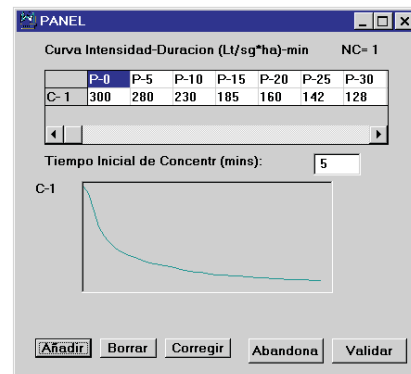 PANEL
Curva Intensidad-Duracion (Lt/sg*ha)-min NC= 1
P-0 P-5 P-10 P-15 P-20 P-25 P-30
C- 1 300 280 230 185 160 142 128
Tiempo Inicial de Concentr (mins): 5
C-1
Añadir Borrar Corregir Abandona Validar